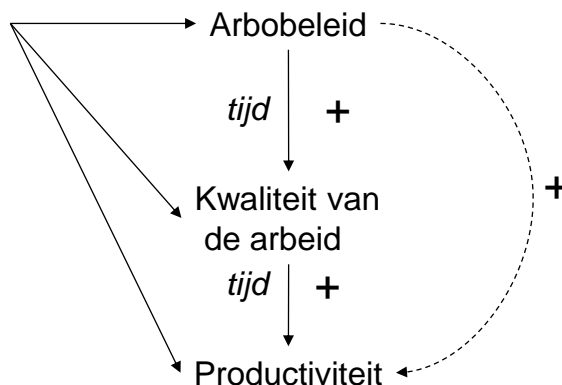 Arbobeleid
tijd +
+
Kwaliteit van
de arbeid
tijd +
Productiviteit